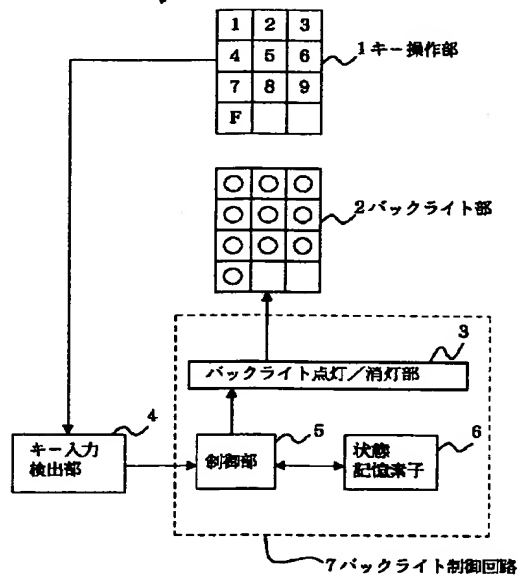 1 2 3
4 5 6
7 8 9
F
1キー操作部
2バックライト部
3
バックライト点灯／消灯部
4
キー入力
検出部
5
制御部
6
状態
記憶素子
7バックライト制御回路